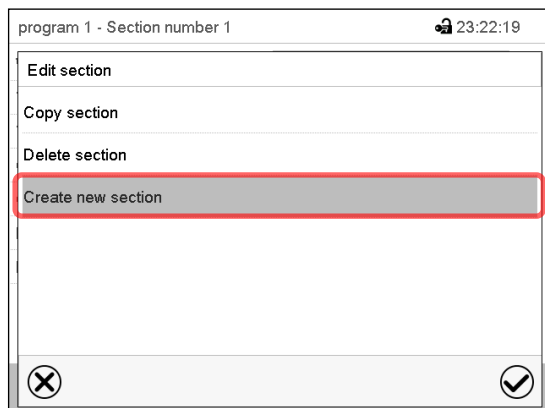 program 1 - Section number 1 23:22:19
Edit section
Copy section
Delete section
Create new section